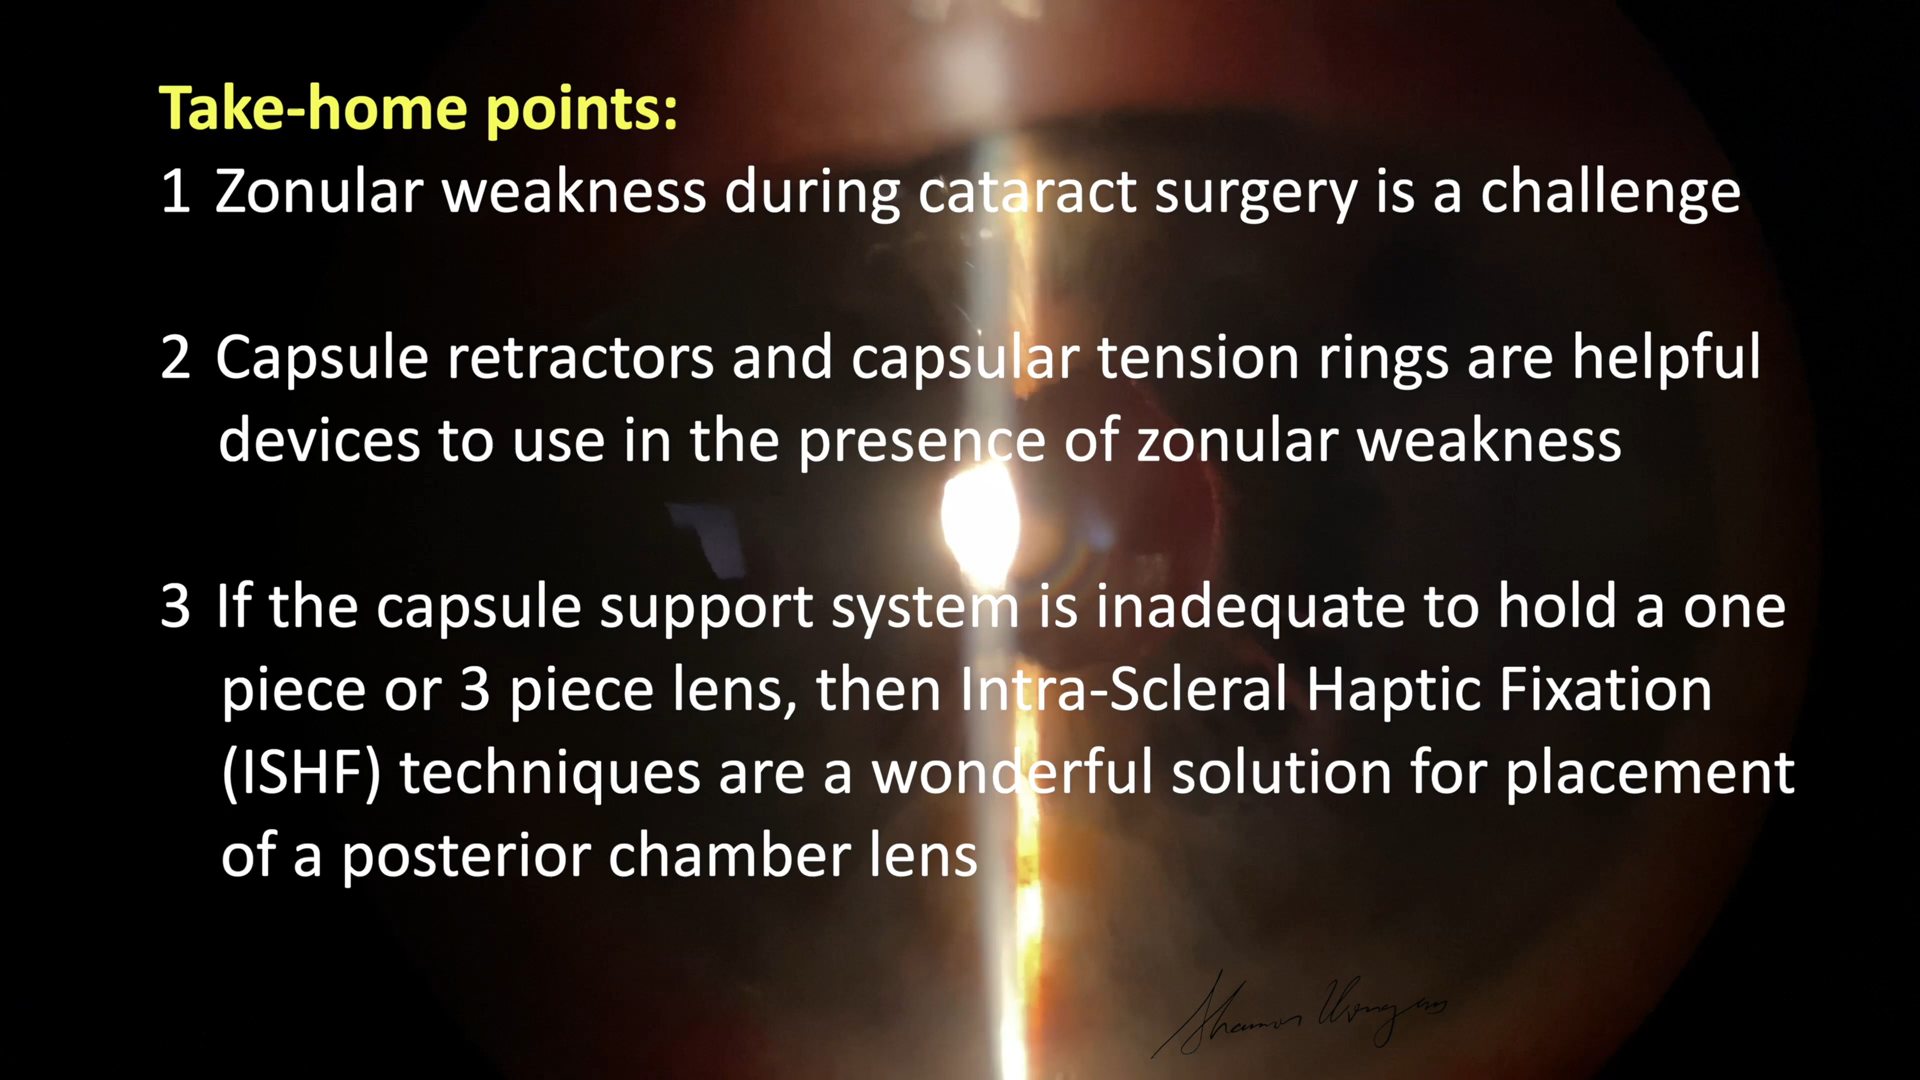 Take-home points:
1 Zonular weakness during cataract surgery is a challenge
2 Capsule retractors and capsular tension rings are helpful
devices to use in the presence of zonular weakness
3 If the capsule support system is inadequate to hold a one
piece or 3 piece lens, then Intra-Scleral Haptic Fixation
(ISHF) techniques are a wonderful solution for placement
of a posterior chamber lens